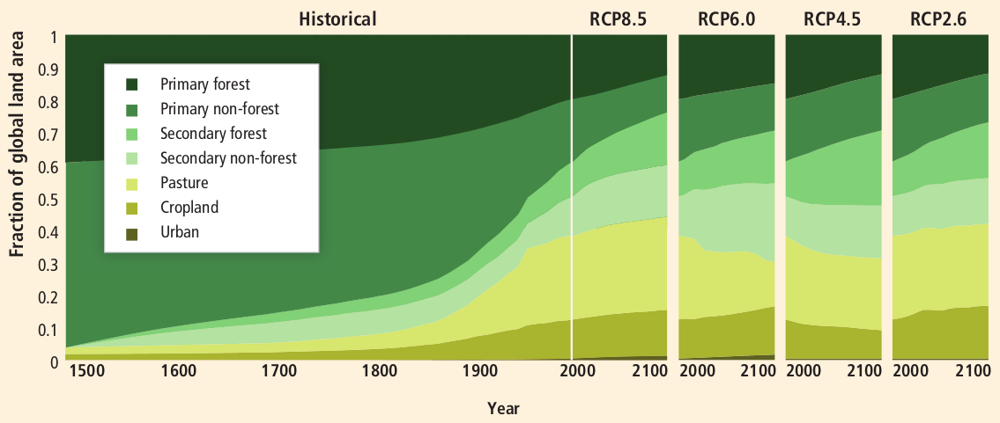 Historical RCP8.5 RCP6.0 RCP4.5 RCP2.6
Fraction of global land area
1
0.9
0.8
0.7
0.6
0.5
0.4
0.3
0.2
0.1
0
Primary forest
Primary non-forest
Secondary forest
Secondary non-forest
Pasture
Cropland
Urban
1500 1600 1700 1800 1900 2000 2100 2000 2100 2000 2100 2000 2100
Year